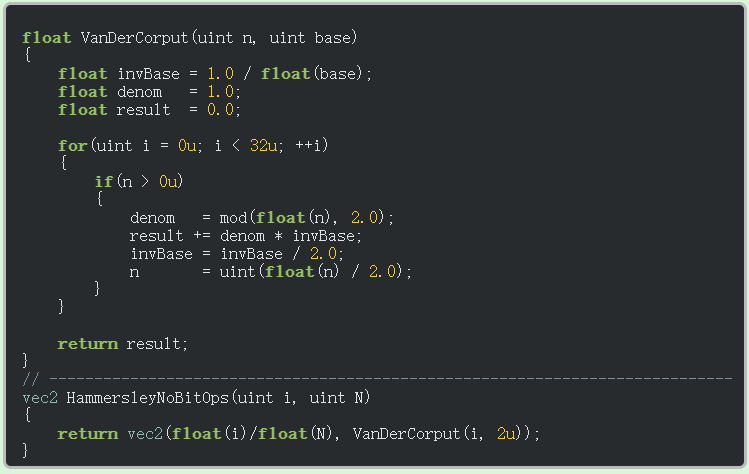 float VanDerCorput(uint n, uint base)
{
    float invBase = 1.0 / float(base);
    float denom   = 1.0;
    float result  = 0.0;

    for(uint i = 0u; i < 32u; ++i)
    {
        if(n > 0u)
        {
            denom   = mod(float(n), 2.0);
            result += denom * invBase;
            invBase = invBase / 2.0;
            n       = uint(float(n) / 2.0);
        }
    }

    return result;
}
// ----------------------------------------------------------------------------
vec2 HammersleyNoBitOps(uint i, uint N)
{
    return vec2(float(i)/float(N), VanDerCorput(i, 2u));
}